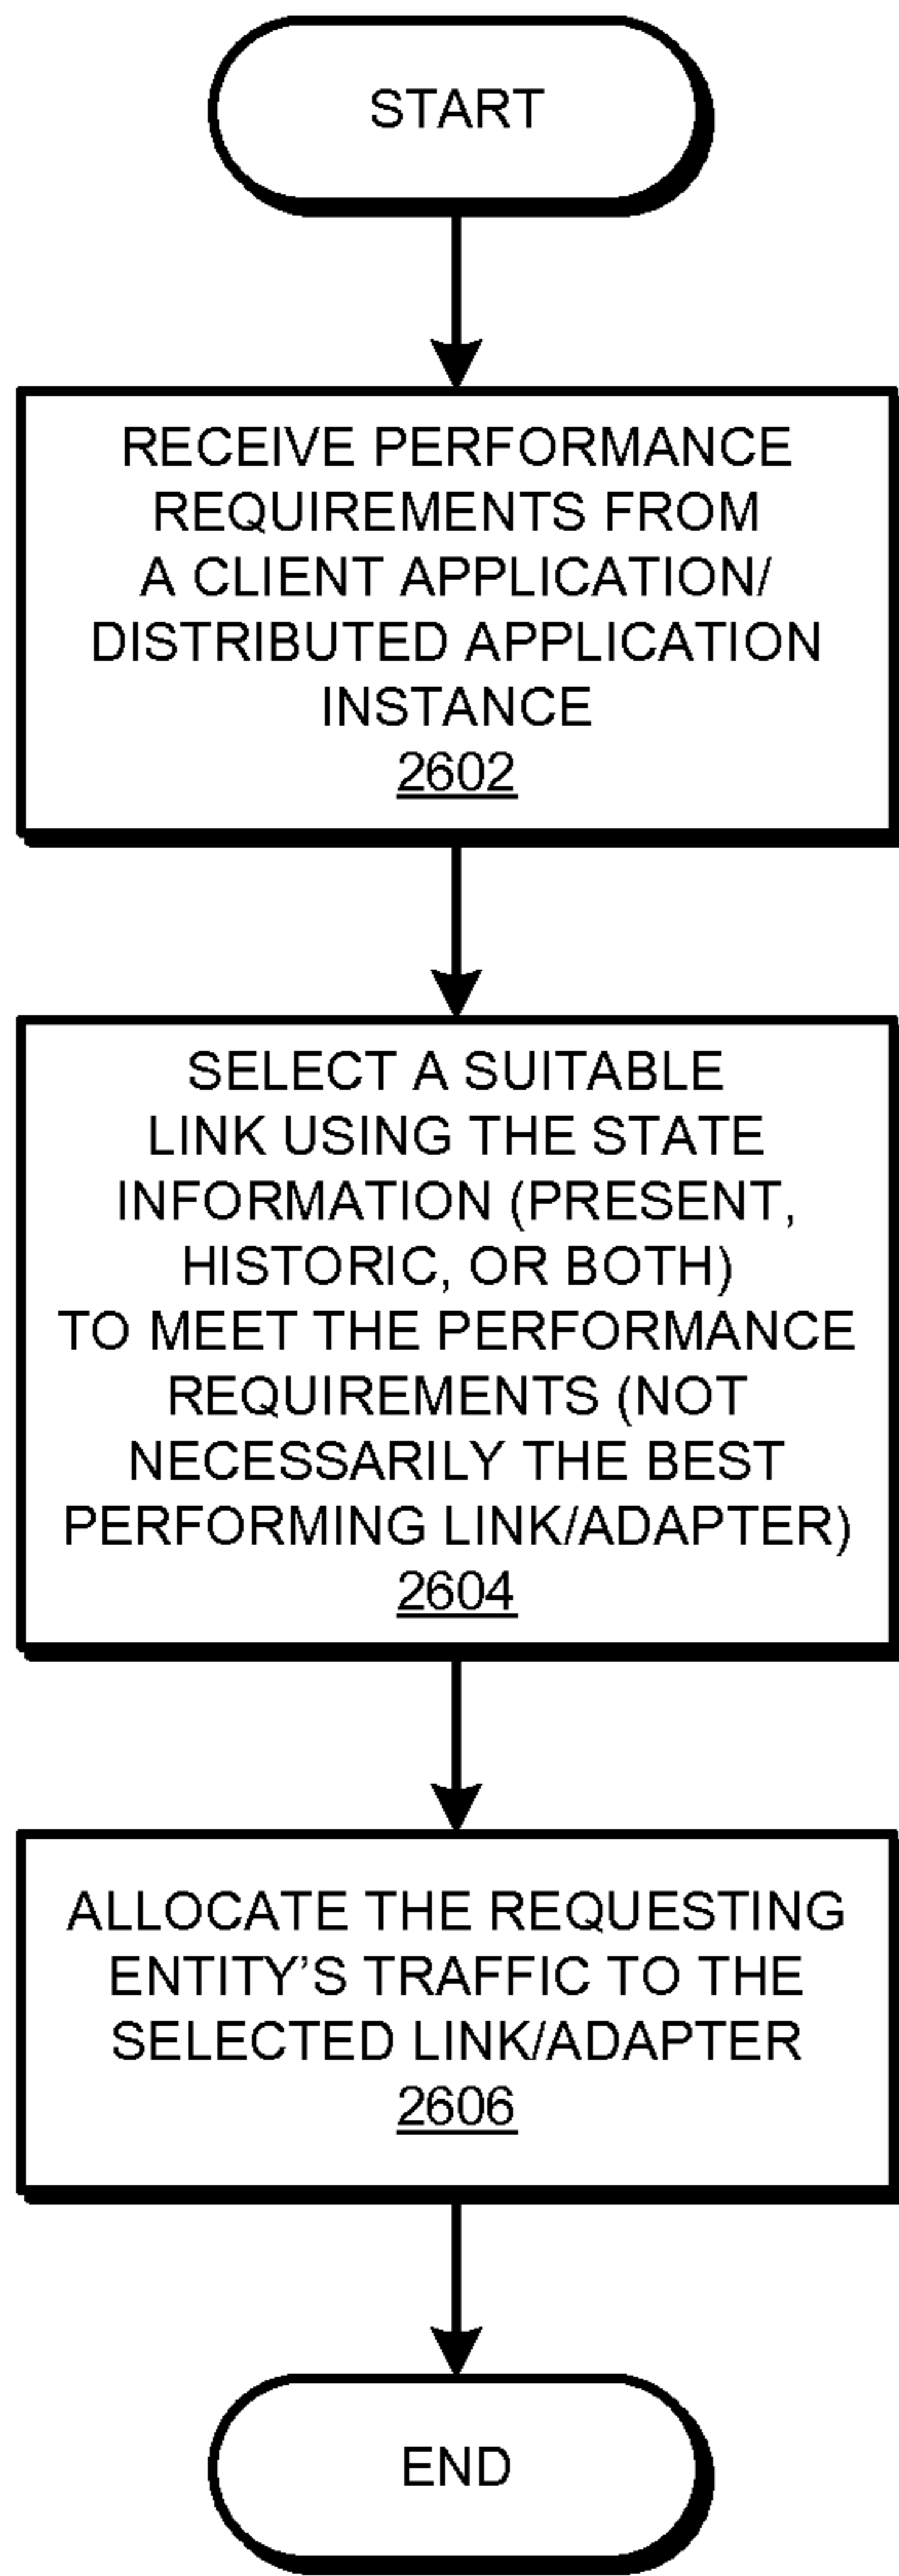 START
RECEIVE PERFORMANCE
REQUIREMENTS FROM
A CLIENT APPLICATION/
DISTRIBUTED APPLICATION
INSTANCE
2602
SELECT A SUITABLE
LINK USING THE STATE
INFORMATION (PRESENT,
HISTORIC, OR BOTH)
TO MEET THE PERFORMANCE
REQUIREMENTS (NOT
NECESSARILY THE BEST
PERFORMING LINK/ADAPTER)
2604
ALLOCATE THE REQUESTING
ENTITY’S TRAFFIC TO THE
SELECTED LINK/ADAPTER
2606
END